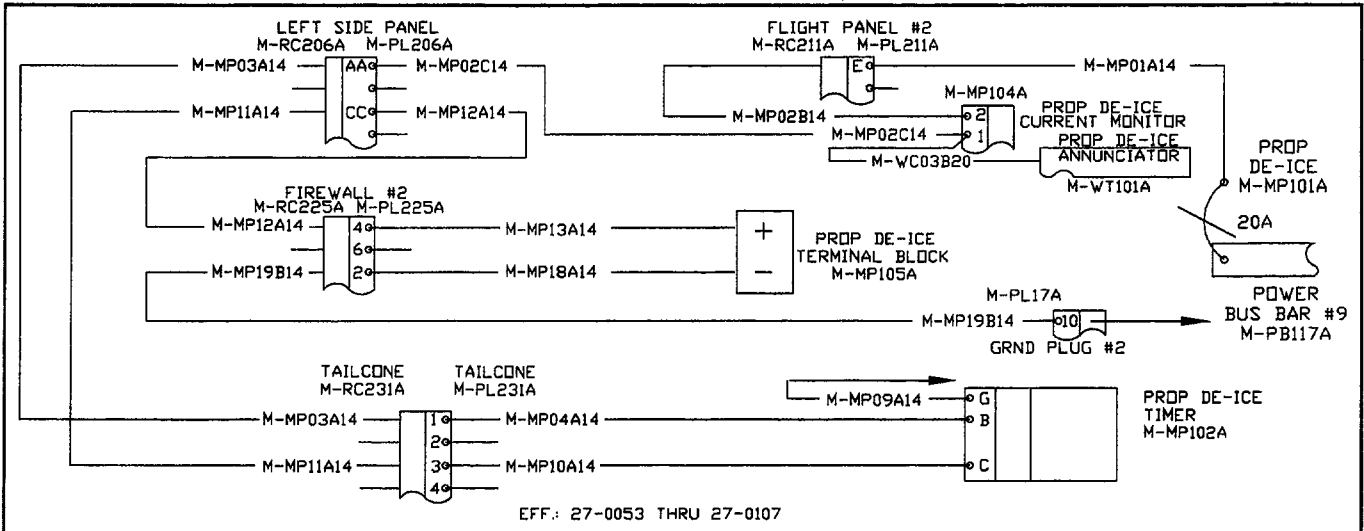 LEFT SIDE PANEL
M-RC206A M-PL206A
FLIGHT PANEL #2
M-RC211A M-PL211A
M-MP03A14
AA
M-MP02C14
E
M-MP01A14
M-MP11A14
CC
M-MP12A14
M-MP104A
M-MP02B14
2
PROP DE-ICE
CURRENT MONITOR
M-MP02C14
1
PROP DE-ICE
ANNUNCIATOR
M-WC03B20
M-WT101A
PROP
DE-ICE
M-MP101A
20A
FIREWALL #2
M-RC225A M-PL225A
M-MP12A14
4
M-MP13A14
+
6
PROP DE-ICE
TERMINAL BLOCK
M-MP105A
M-MP19B14
2
M-MP18A14
−
M-PL17A
POWER
BUS BAR #9
M-PB117A
M-MP19B14
10
GRND PLUG #2
TAILCONE
M-RC231A
TAILCONE
M-PL231A
M-MP09A14
G
PROP DE-ICE
TIMER
M-MP102A
M-MP03A14
1
M-MP04A14
B
2
M-MP11A14
3
M-MP10A14
C
4
EFF.: 27-0053 THRU 27-0107